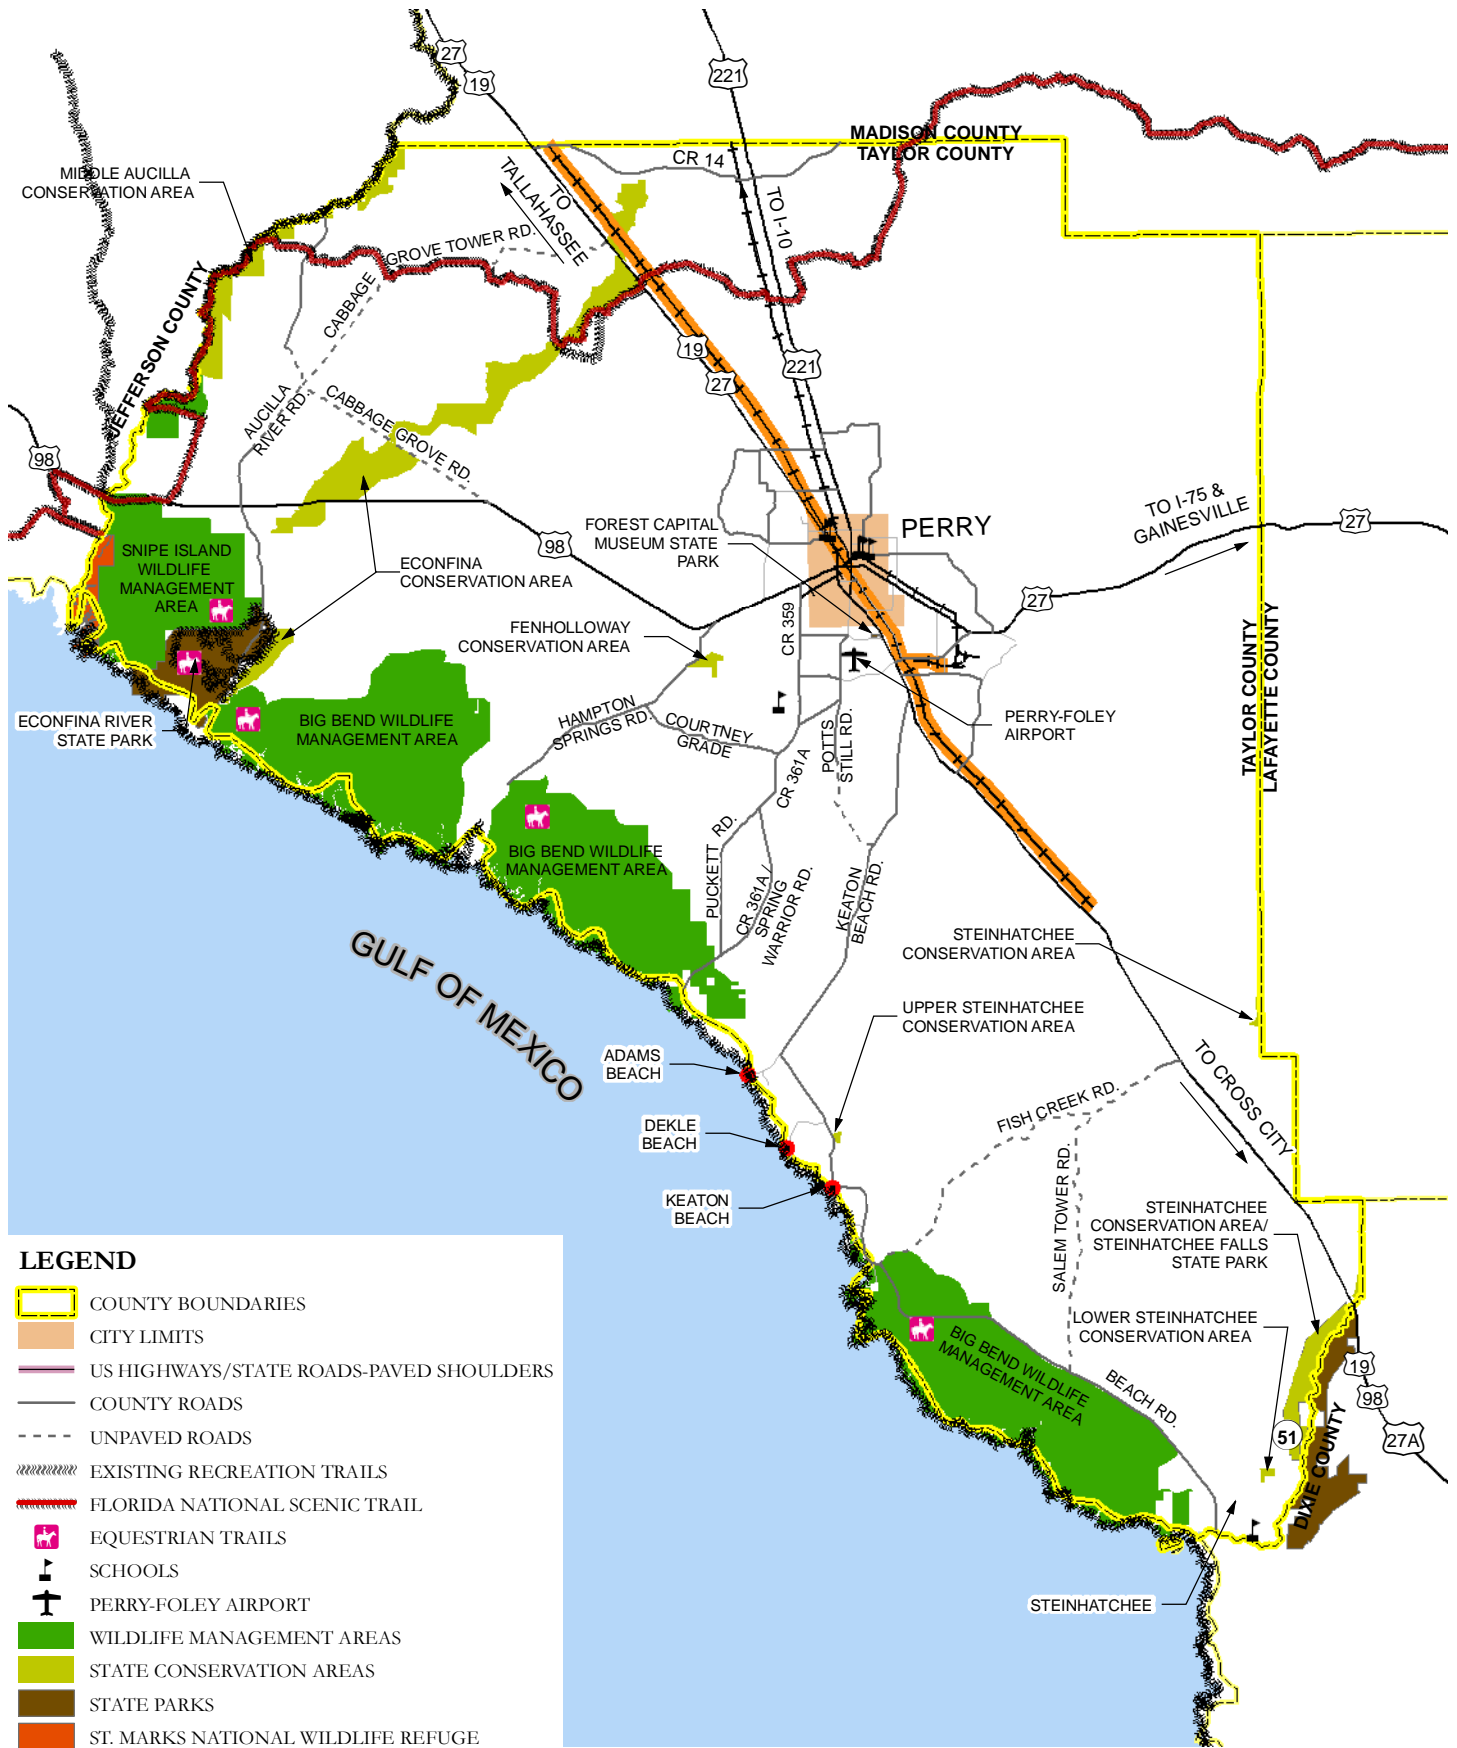 27
19
221
MADISON COUNTY
TAYLOR COUNTY
CR 14
MIDDLE AUCILLA
CONSERVATION AREA
TO
TALLAHASSEE
TO I-10
GROVE TOWER RD.
CABBAGE
JEFFERSON COUNTY
19
27
221
AUCILLA
RIVER RD.
CABBAGE GROVE RD.
98
TO I-75 &
GAINESVILLE
27
FOREST CAPITAL
MUSEUM STATE
PARK
PERRY
98
SNIPE ISLAND
WILDLIFE
MANAGEMENT
AREA
ECONFINA
CONSERVATION AREA
27
CR 359
FENHOLLOWAY
CONSERVATION AREA
TAYLOR COUNTY
LAFAYETTE COUNTY
ECONFINA RIVER
STATE PARK
BIG BEND WILDLIFE
MANAGEMENT AREA
HAMPTON
SPRINGS RD.
COURTNEY
GRADE
POTTS
STILL RD.
PERRY-FOLEY
AIRPORT
CR 361A
PUCKETT RD.
BIG BEND WILDLIFE
MANAGEMENT AREA
CR 361A /
SPRING
WARRIOR RD.
KEATON
BEACH RD.
GULF OF MEXICO
STEINHATCHEE
CONSERVATION AREA
UPPER STEINHATCHEE
CONSERVATION AREA
ADAMS
BEACH
TO CROSS CITY
FISH CREEK RD.
DEKLE
BEACH
SALEM TOWER RD.
KEATON
BEACH
STEINHATCHEE
CONSERVATION AREA/
STEINHATCHEE FALLS
STATE PARK
LOWER STEINHATCHEE
CONSERVATION AREA
BIG BEND WILDLIFE
MANAGEMENT
AREA
BEACH RD.
19
98
27A
51
DIXIE COUNTY
STEINHATCHEE
LEGEND
COUNTY BOUNDARIES
CITY LIMITS
US HIGHWAYS/STATE ROADS-PAVED SHOULDERS
COUNTY ROADS
UNPAVED ROADS
EXISTING RECREATION TRAILS
FLORIDA NATIONAL SCENIC TRAIL
EQUESTRIAN TRAILS
SCHOOLS
PERRY-FOLEY AIRPORT
WILDLIFE MANAGEMENT AREAS
STATE CONSERVATION AREAS
STATE PARKS
ST. MARKS NATIONAL WILDLIFE REFUGE